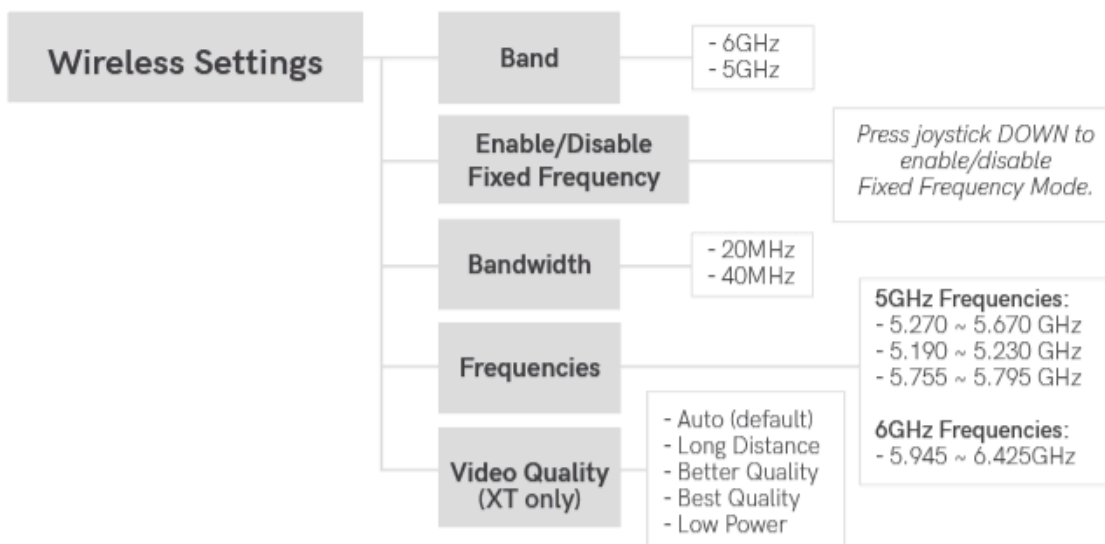 Wireless Settings
Band
- 6GHz
- 5GHz
Enable/Disable
Fixed Frequency
Press joystick DOWN to
enable/disable
Fixed Frequency Mode.
Bandwidth
- 20MHz
- 40MHz
Frequencies
5GHz Frequencies:
- 5.270 ~ 5.670 GHz
- 5.190 ~ 5.230 GHz
- 5.755 ~ 5.795 GHz
6GHz Frequencies:
- 5.945 ~ 6.425GHz
Video Quality
(XT only)
- Auto (default)
- Long Distance
- Better Quality
- Best Quality
- Low Power